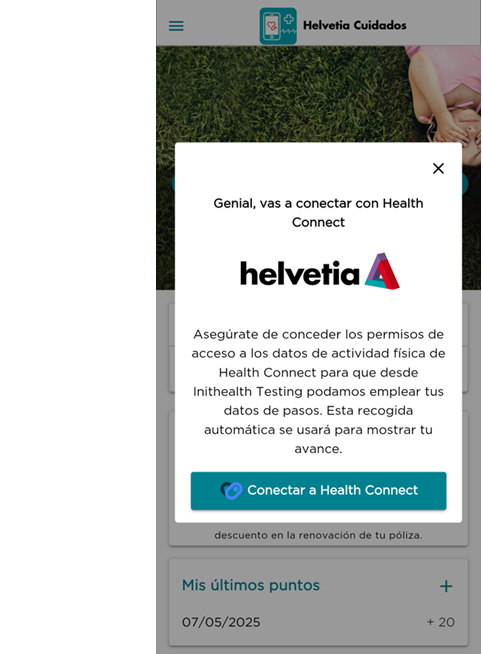 Helvetia Cuidados
Genial, vas a conectar con Health
Connect
helvetia
Asegúrate de conceder los permisos de
acceso a los datos de actividad física de
Health Connect para que desde
Inithealth Testing podamos emplear tus
datos de pasos. Esta recogida
automática se usará para mostrar tu
avance.
Conectar a Health Connect
descuento en la renovación de tu póliza.
Mis últimos puntos +
07/05/2025 + 20